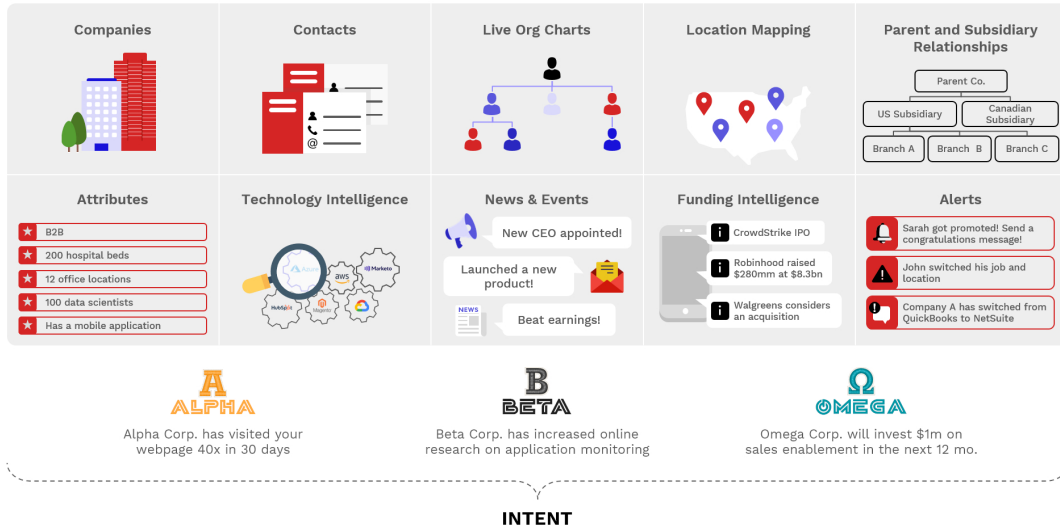 Companies
Contacts
Live Org Charts
Location Mapping
Parent and Subsidiary
Relationships
@
Parent Co.
US Subsidiary
Canadian
Subsidiary
Branch A
Branch B
Branch C
Attributes
B2B
200 hospital beds
12 office locations
100 data scientists
Has a mobile application
Technology Intelligence
Azure
aws
Marketo
HubSpot
Magento
News & Events
New CEO appointed!
Launched a new
product!
NEWS
Beat earnings!
Funding Intelligence
i CrowdStrike IPO
i Robinhood raised
$280mm at $8.3bn
i Walgreens considers
an acquisition
Alerts
Sarah got promoted! Send a
congratulations message!
! John switched his job and
location
! Company A has switched from
QuickBooks to NetSuite
A
ALPHA
Alpha Corp. has visited your
webpage 40x in 30 days
B
BETA
Beta Corp. has increased online
research on application monitoring
Ω
OMEGA
Omega Corp. will invest $1m on
sales enablement in the next 12 mo.
INTENT